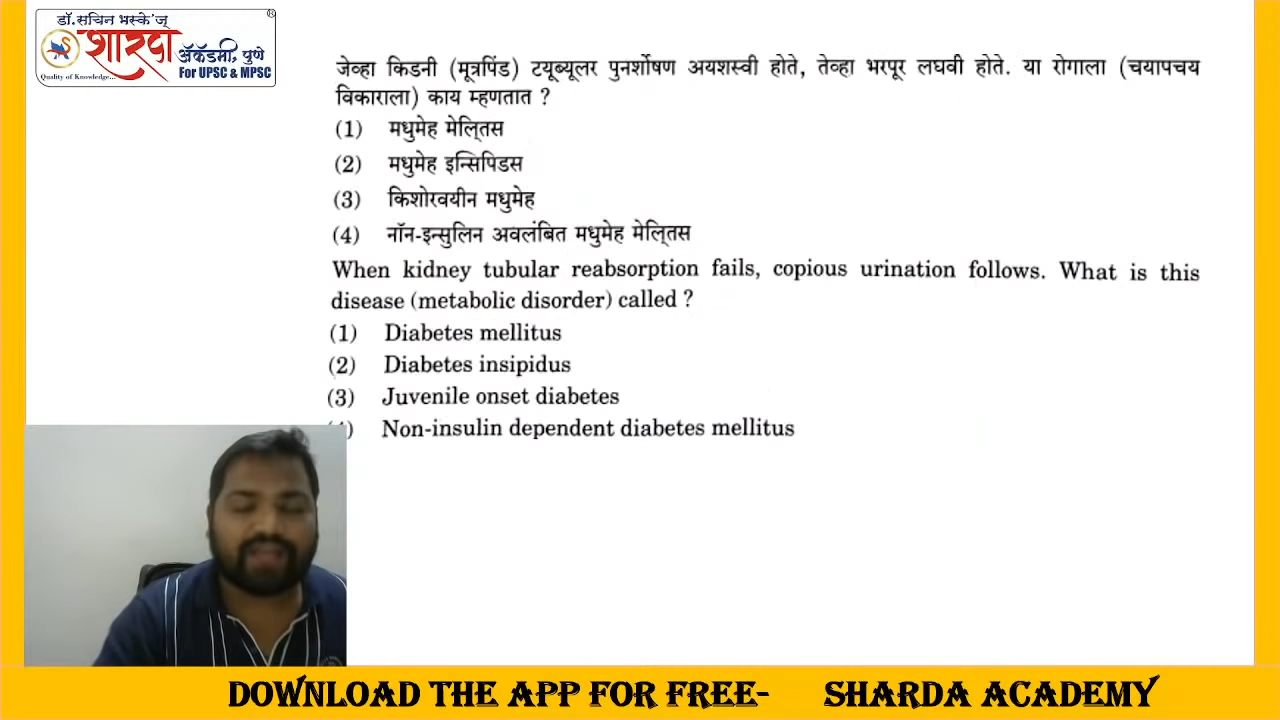 डॉ.सचिन भस्के'ज्
®
शारदा
ॲकॅडमी, पुणे
Quality of Knowledge...
For UPSC & MPSC
जेव्हा किडनी (मूत्रपिंड) टयूब्यूलर पुनर्शोषण अयशस्वी होते, तेव्हा भरपूर लघवी होते. या रोगाला (चयापचय
विकाराला) काय म्हणतात ?
(1) मधुमेह मेल्‌तिस
(2) मधुमेह इन्सिपिडस
(3) किशोरवयीन मधुमेह
(4) नॉन-इन्सुलिन अवलंबित मधुमेह मेल्‌तिस
When kidney tubular reabsorption fails, copious urination follows. What is this
disease (metabolic disorder) called ?
(1) Diabetes mellitus
(2) Diabetes insipidus
(3) Juvenile onset diabetes
) Non-insulin dependent diabetes mellitus
DOWNLOAD THE APP FOR FREE- SHARDA ACADEMY